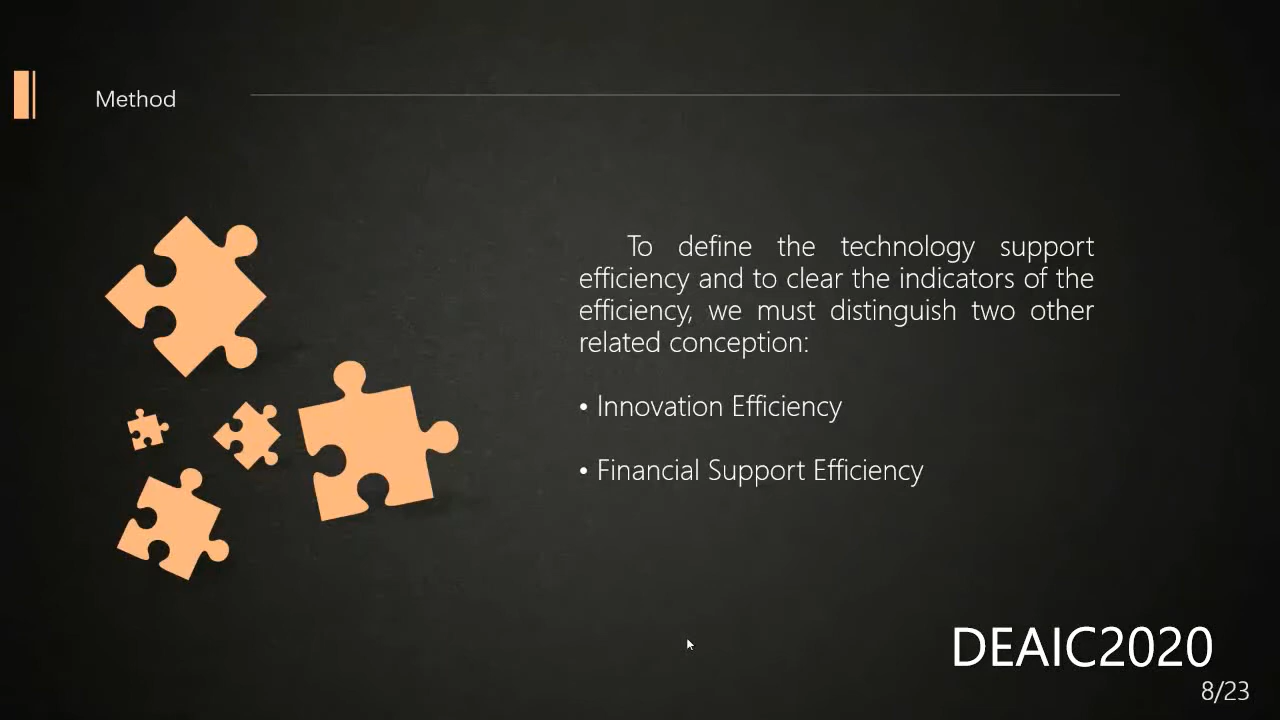 Method
To define the technology support
efficiency and to clear the indicators of the
efficiency, we must distinguish two other
related conception:
• Innovation Efficiency
• Financial Support Efficiency
DEAIC2020
8/23